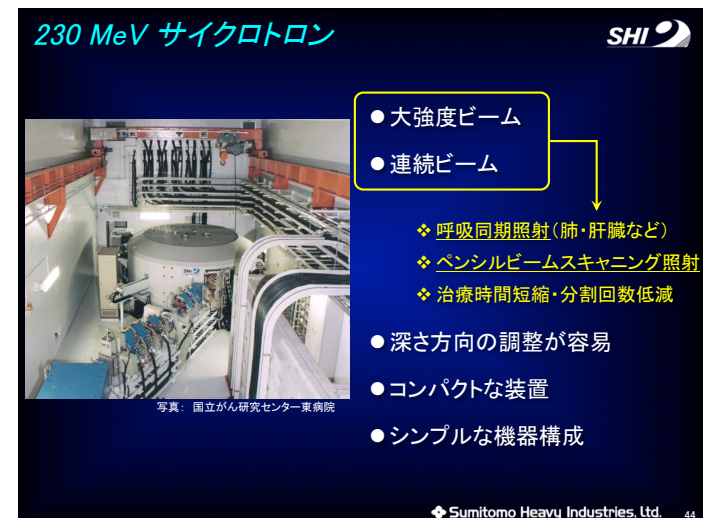 230 MeV サイクロトロン
SHI
●大強度ビーム
●連続ビーム
❖ 呼吸同期照射(肺・肝臓など)
❖ ペンシルビームスキャニング照射
❖ 治療時間短縮・分割回数低減
●深さ方向の調整が容易
●コンパクトな装置
●シンプルな機器構成
写真: 国立がん研究センター東病院
Sumitomo Heavy Industries, Ltd.
44